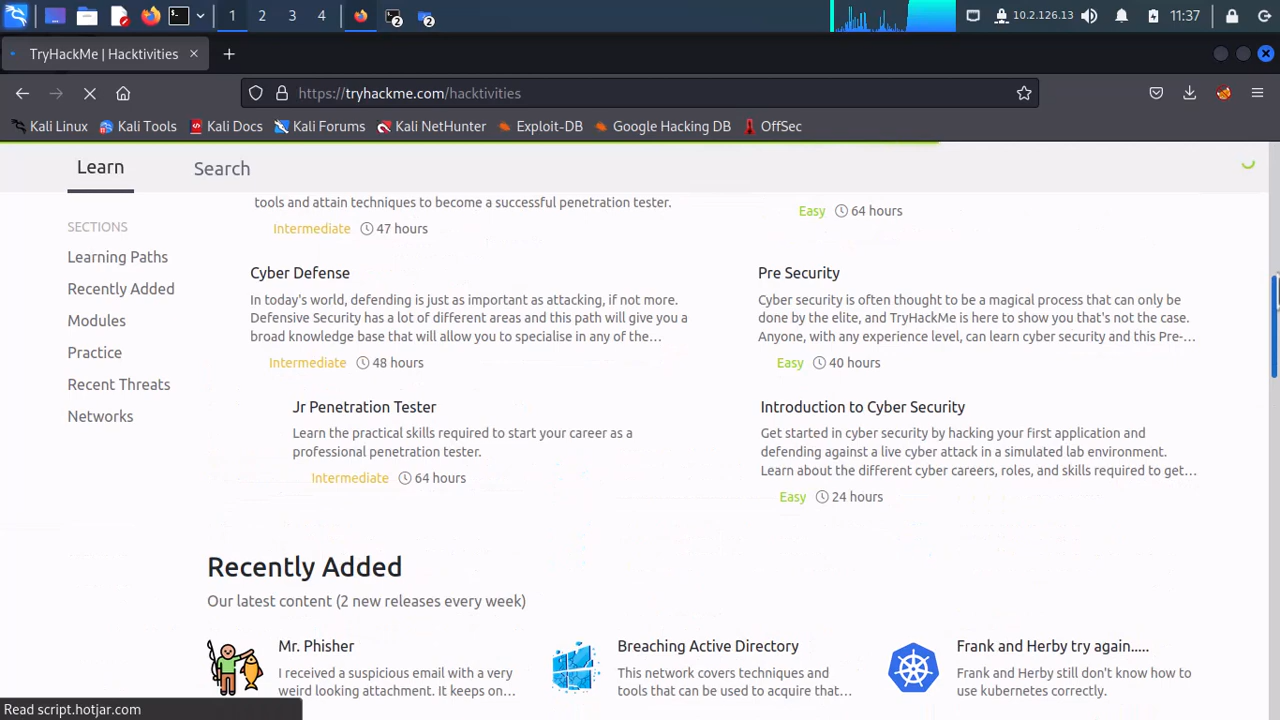 1 2 3 4 2 2 10.2.126.13 11:37
TryHackMe | Hacktivities
https://tryhackme.com/hacktivities
Kali Linux Kali Tools Kali Docs Kali Forums Kali NetHunter Exploit-DB Google Hacking DB OffSec
Learn Search
SECTIONS
Learning Paths
Recently Added
Modules
Practice
Recent Threats
Networks
tools and attain techniques to become a successful penetration tester.
Intermediate 47 hours
Easy 64 hours
Cyber Defense
In today's world, defending is just as important as attacking, if not more.
Defensive Security has a lot of different areas and this path will give you a
broad knowledge base that will allow you to specialise in any of the…
Intermediate 48 hours
Pre Security
Cyber security is often thought to be a magical process that can only be
done by the elite, and TryHackMe is here to show you that's not the case.
Anyone, with any experience level, can learn cyber security and this Pre-…
Easy 40 hours
Jr Penetration Tester
Learn the practical skills required to start your career as a
professional penetration tester.
Intermediate 64 hours
Introduction to Cyber Security
Get started in cyber security by hacking your first application and
defending against a live cyber attack in a simulated lab environment.
Learn about the different cyber careers, roles, and skills required to get…
Easy 24 hours
Recently Added
Our latest content (2 new releases every week)
Mr. Phisher
I received a suspicious email with a very
weird looking attachment. It keeps on…
Breaching Active Directory
This network covers techniques and
tools that can be used to acquire that…
Frank and Herby try again.....
Frank and Herby still don't know how to
use kubernetes correctly.
Read script.hotjar.com